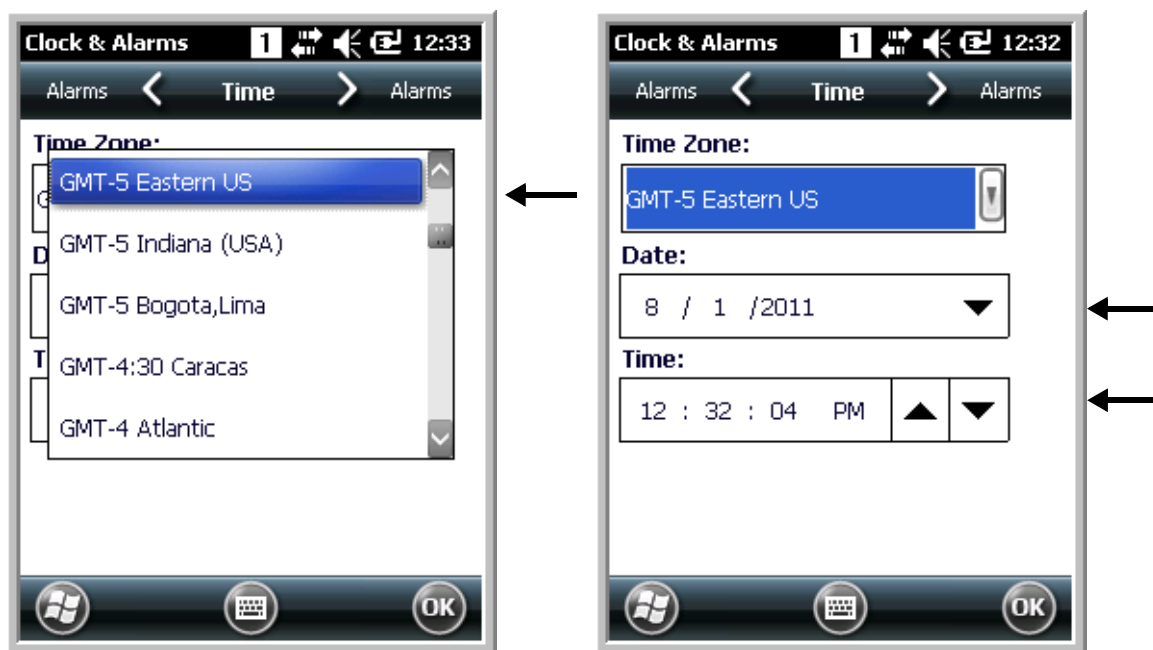 Clock & Alarms 1 12:33
Alarms Time Alarms
Time Zone:
GMT-5 Eastern US
GMT-5 Indiana (USA)
GMT-5 Bogota,Lima
GMT-4:30 Caracas
GMT-4 Atlantic
OK
Clock & Alarms 1 12:32
Alarms Time Alarms
Time Zone:
GMT-5 Eastern US
Date:
8 / 1 /2011
Time:
12 : 32 : 04 PM
OK